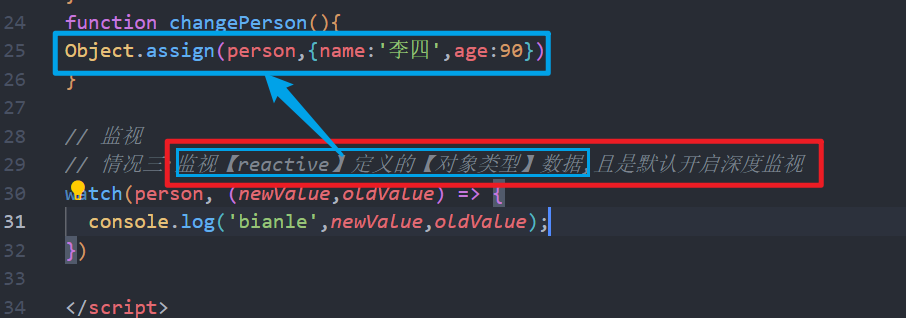 24 function changePerson(){
25 Object.assign(person,{name:'李四',age:90})
26 }
27
28 // 监视
29 // 情况三:监视【reactive】定义的【对象类型】数据,且是默认开启深度监视
30 watch(person, (newValue,oldValue) => {
31 console.log('bianle',newValue,oldValue);
32 })
33
34 </script>